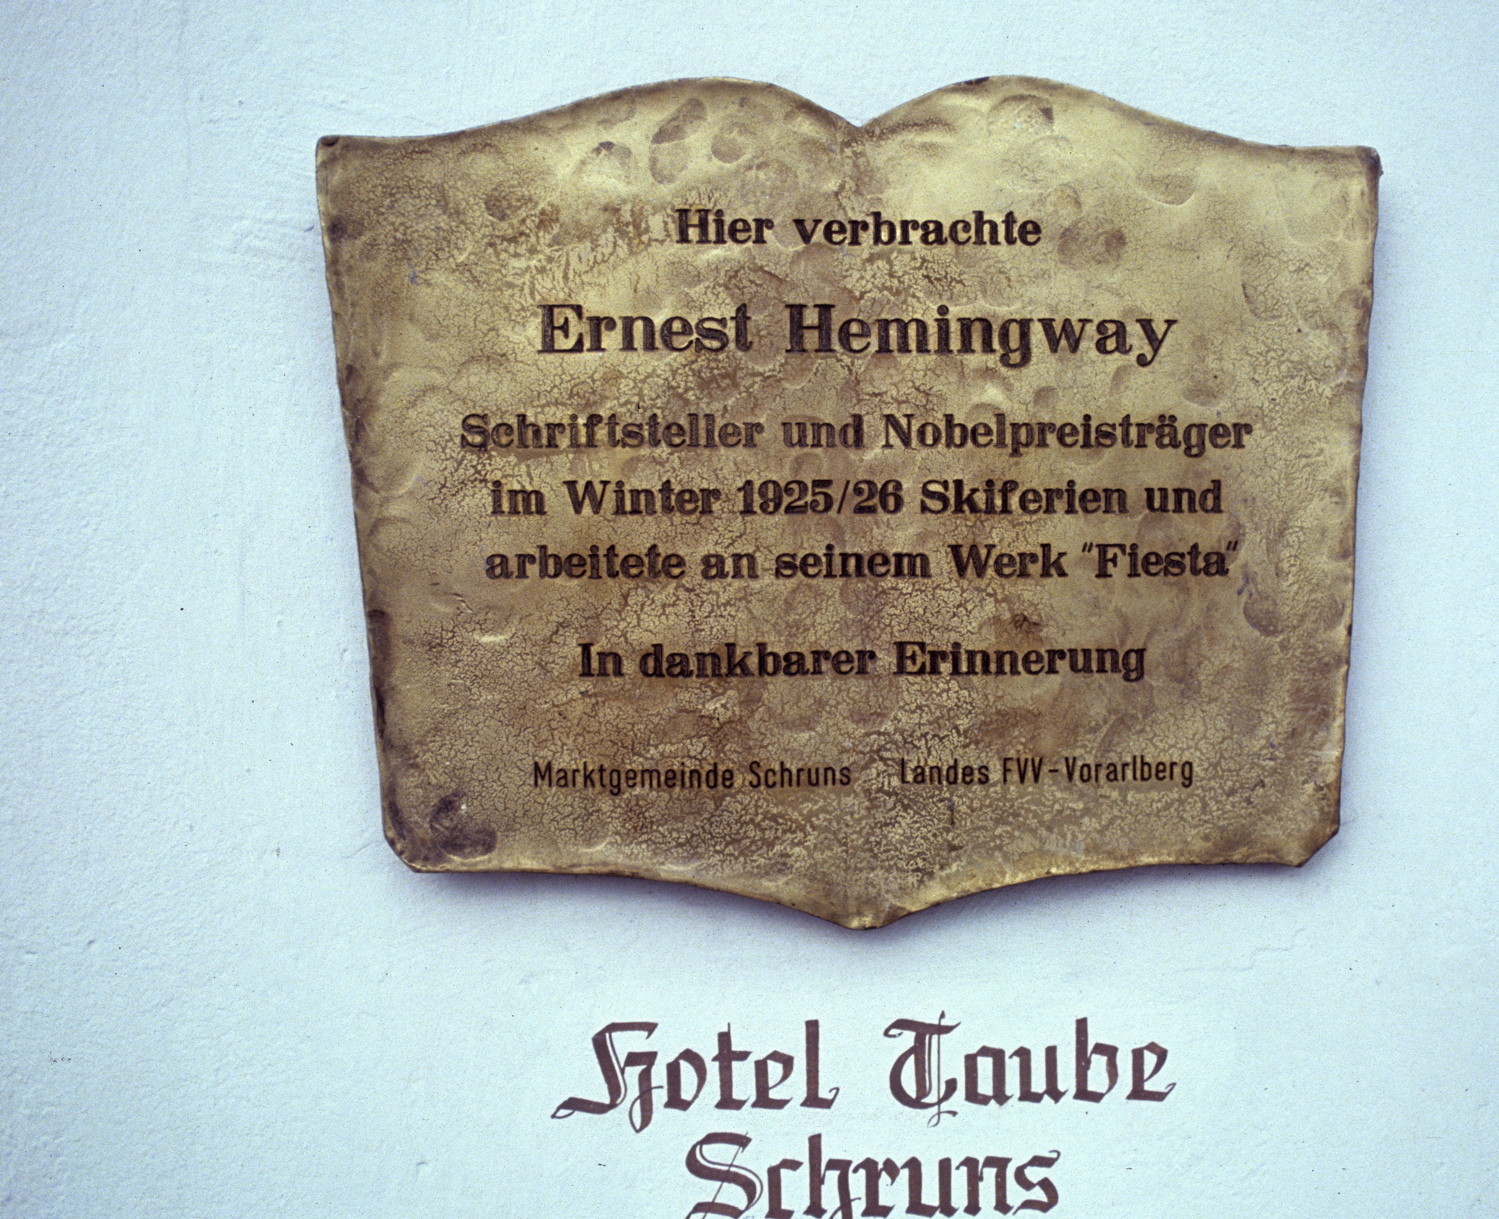 Hier verbrachte
Ernest Hemingway
Schriftsteller und Nobelpreisträger
im Winter 1925/26 Skiferien und
arbeitete an seinem Werk "Fiesta"
In dankbarer Erinnerung
Marktgemeinde Schruns Landes FVV-Vorarlberg
Hotel Taube
Schruns